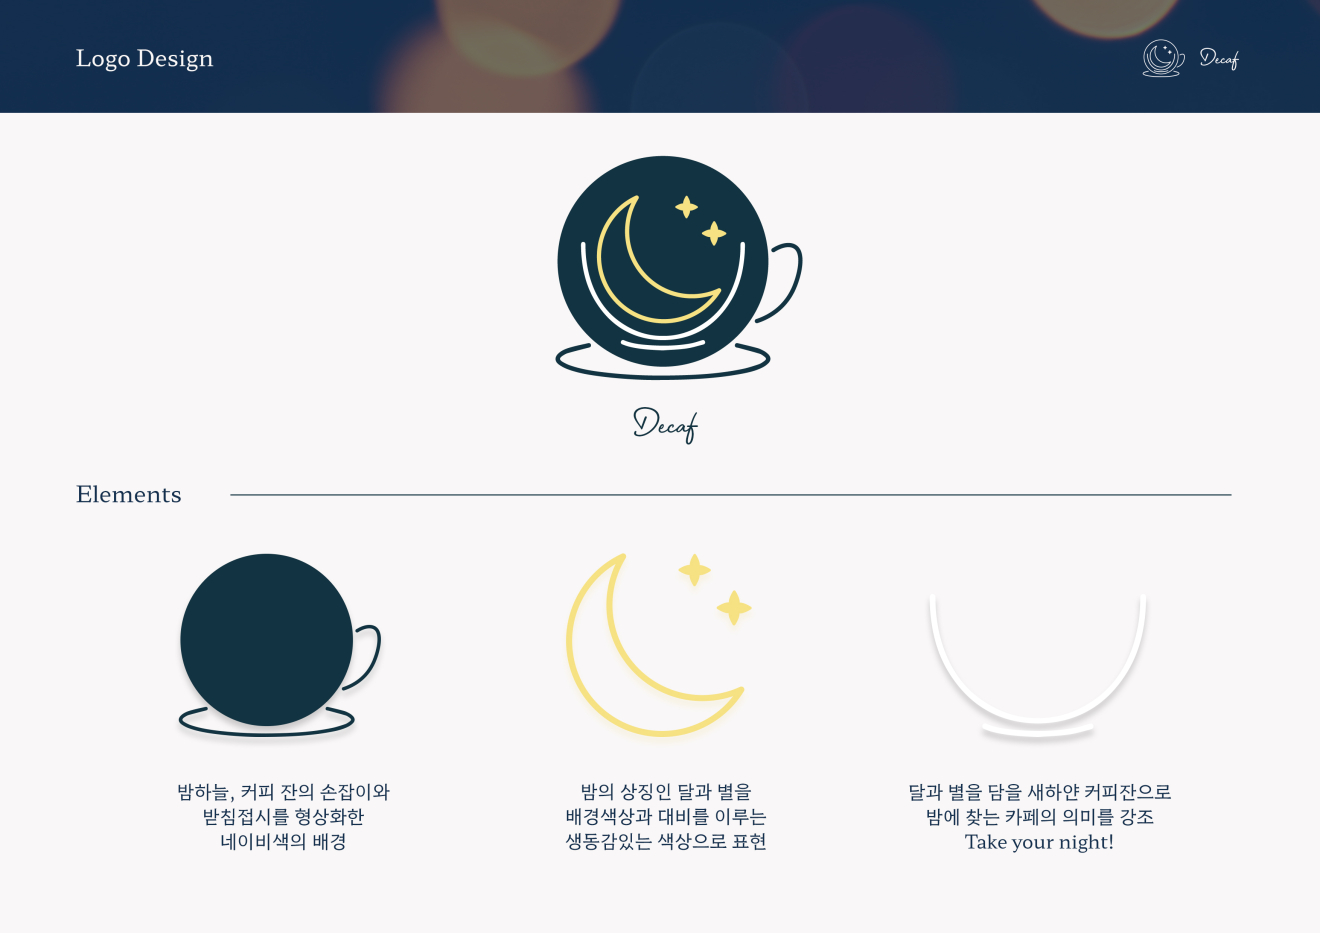 Logo Design
Decaf
Decaf
Elements
밤하늘, 커피 잔의 손잡이와
받침접시를 형상화한
네이비색의 배경
밤의 상징인 달과 별을
배경색상과 대비를 이루는
생동감있는 색상으로 표현
달과 별을 담을 새하얀 커피잔으로
밤에 찾는 카페의 의미를 강조
Take your night!